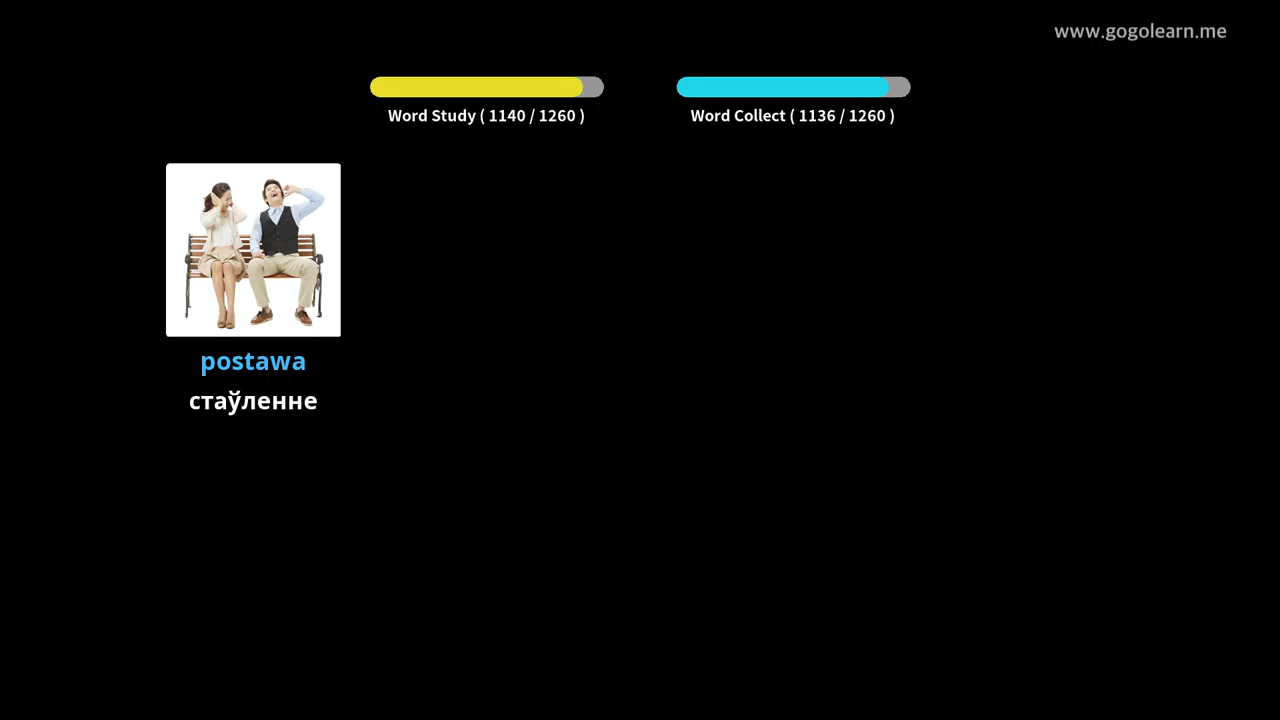 www.gogolearn.me
Word Study ( 1140 / 1260 )
Word Collect ( 1136 / 1260 )
postawa
стаўленне